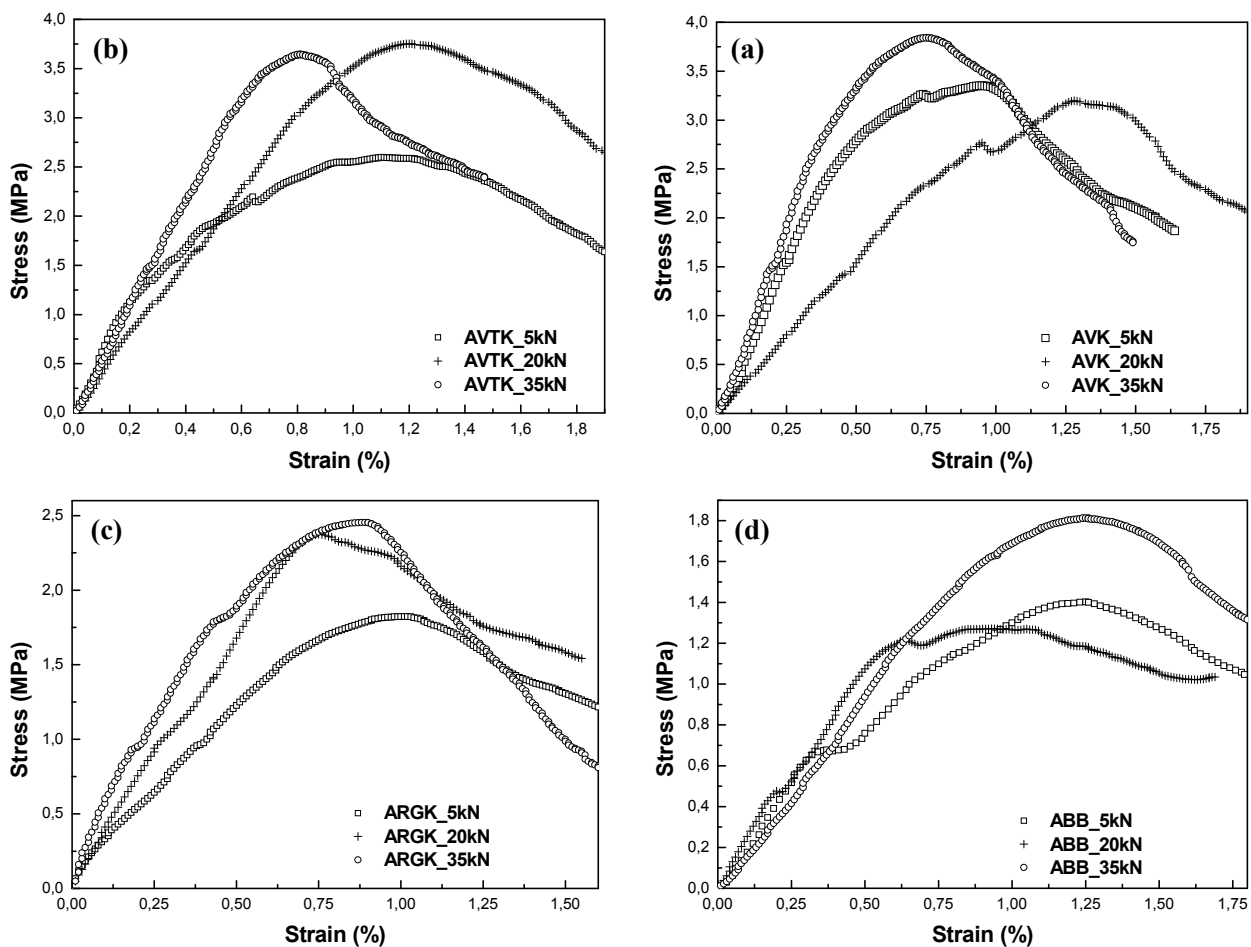 (b)
4,0
3,5
3,0
2,5
2,0
1,5
1,0
0,5
0,0
Stress (MPa)
AVTK_5kN
AVTK_20kN
AVTK_35kN
0,0 0,2 0,4 0,6 0,8 1,0 1,2 1,4 1,6 1,8
Strain (%)
(a)
4,0
3,5
3,0
2,5
2,0
1,5
1,0
0,5
0,0
Stress (MPa)
AVK_5kN
AVK_20kN
AVK_35kN
0,00 0,25 0,50 0,75 1,00 1,25 1,50 1,75
Strain (%)
(c)
2,5
2,0
1,5
1,0
0,5
0,0
Stress (MPa)
ARGK_5kN
ARGK_20kN
ARGK_35kN
0,00 0,25 0,50 0,75 1,00 1,25 1,50
Strain (%)
(d)
1,8
1,6
1,4
1,2
1,0
0,8
0,6
0,4
0,2
0,0
Stress (MPa)
ABB_5kN
ABB_20kN
ABB_35kN
0,00 0,25 0,50 0,75 1,00 1,25 1,50 1,75
Strain (%)